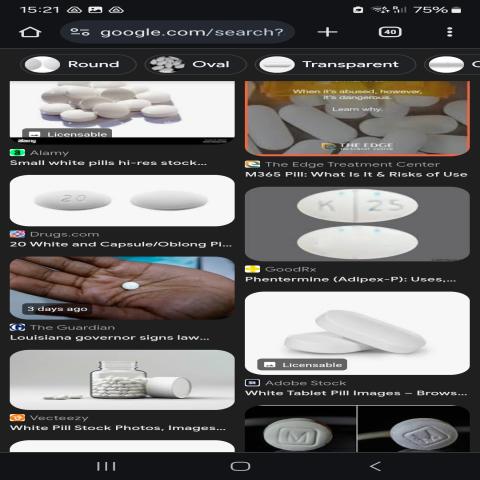 15:21
75%
google.com/search?
40
Round
Oval
Transparent
Licensable
alamy
Alamy
Small white pills hi-res stock...
When it's abused, however,
it's dangerous.
Learn why.
THE EDGE
The Edge Treatment Center
M365 Pill: What Is It & Risks of Use
20
Drugs.com
20 White and Capsule/Oblong Pi...
K 25
GoodRx
Phentermine (Adipex-P): Uses,...
3 days ago
The Guardian
Louisiana governor signs law...
Licensable
Adobe Stock
White Tablet Pill Images – Brows...
Vecteezy
White Pill Stock Photos, Images...
M